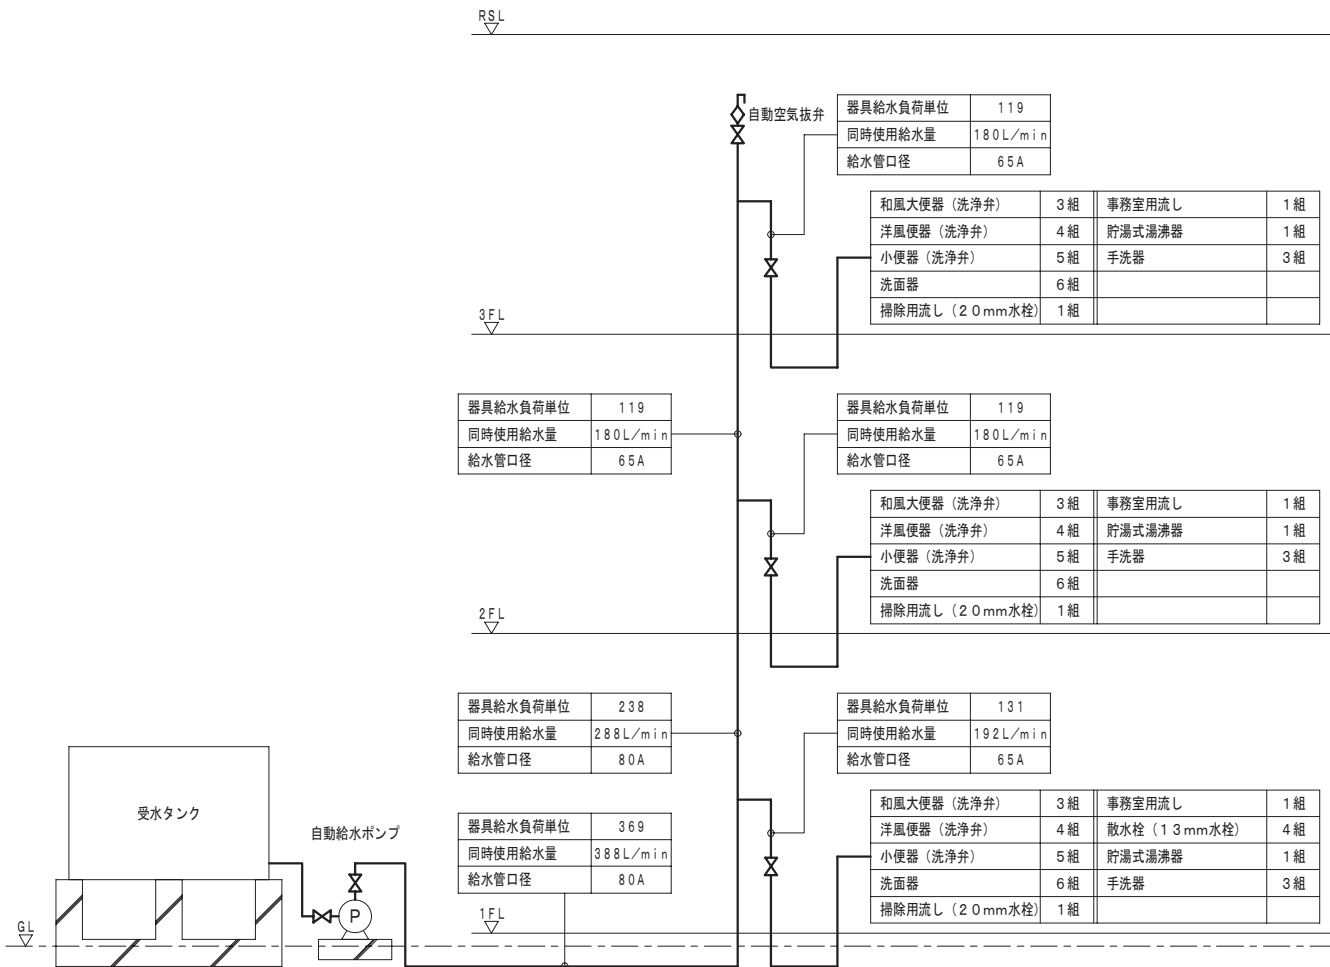 RSL
自動空気抜弁
器具給水負荷単位 119
同時使用給水量 180L/min
給水管口径 65A
和風大便器(洗浄弁) 3組 事務室用流し 1組
洋風便器(洗浄弁) 4組 貯湯式湯沸器 1組
小便器(洗浄弁) 5組 手洗器 3組
洗面器 6組
掃除用流し(20mm水栓) 1組
3FL
器具給水負荷単位 119
同時使用給水量 180L/min
給水管口径 65A
器具給水負荷単位 119
同時使用給水量 180L/min
給水管口径 65A
和風大便器(洗浄弁) 3組 事務室用流し 1組
洋風便器(洗浄弁) 4組 貯湯式湯沸器 1組
小便器(洗浄弁) 5組 手洗器 3組
洗面器 6組
掃除用流し(20mm水栓) 1組
2FL
器具給水負荷単位 238
同時使用給水量 288L/min
給水管口径 80A
器具給水負荷単位 131
同時使用給水量 192L/min
給水管口径 65A
受水タンク
自動給水ポンプ
P
器具給水負荷単位 369
同時使用給水量 388L/min
給水管口径 80A
和風大便器(洗浄弁) 3組 事務室用流し 1組
洋風便器(洗浄弁) 4組 散水栓(13mm水栓) 4組
小便器(洗浄弁) 5組 貯湯式湯沸器 1組
洗面器 6組 手洗器 3組
掃除用流し(20mm水栓) 1組
1FL
GL